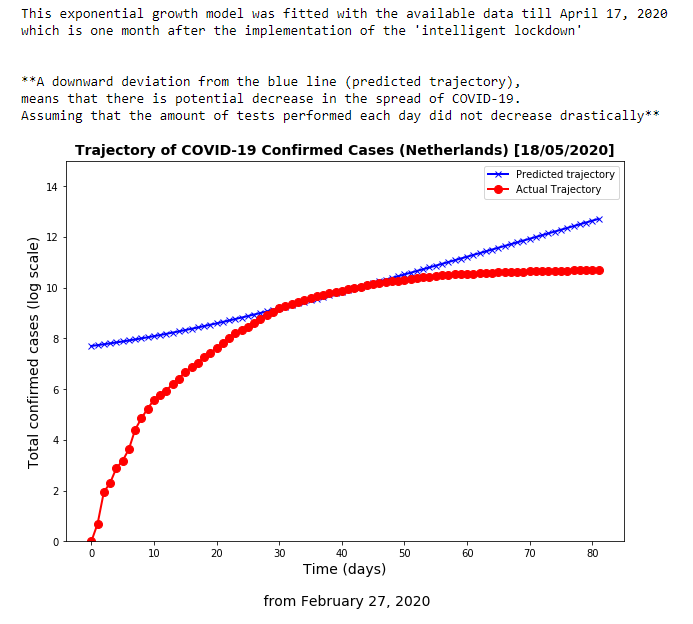 This exponential growth model was fitted with the available data till April 17, 2020
which is one month after the implementation of the 'intelligent lockdown'
**A downward deviation from the blue line (predicted trajectory),
means that there is potential decrease in the spread of COVID-19.
Assuming that the amount of tests performed each day did not decrease drastically**
Trajectory of COVID-19 Confirmed Cases (Netherlands) [18/05/2020]
Predicted trajectory
Actual Trajectory
Total confirmed cases (log scale)
14
12
10
8
6
4
2
0
0 10 20 30 40 50 60 70 80
Time (days)
from February 27, 2020